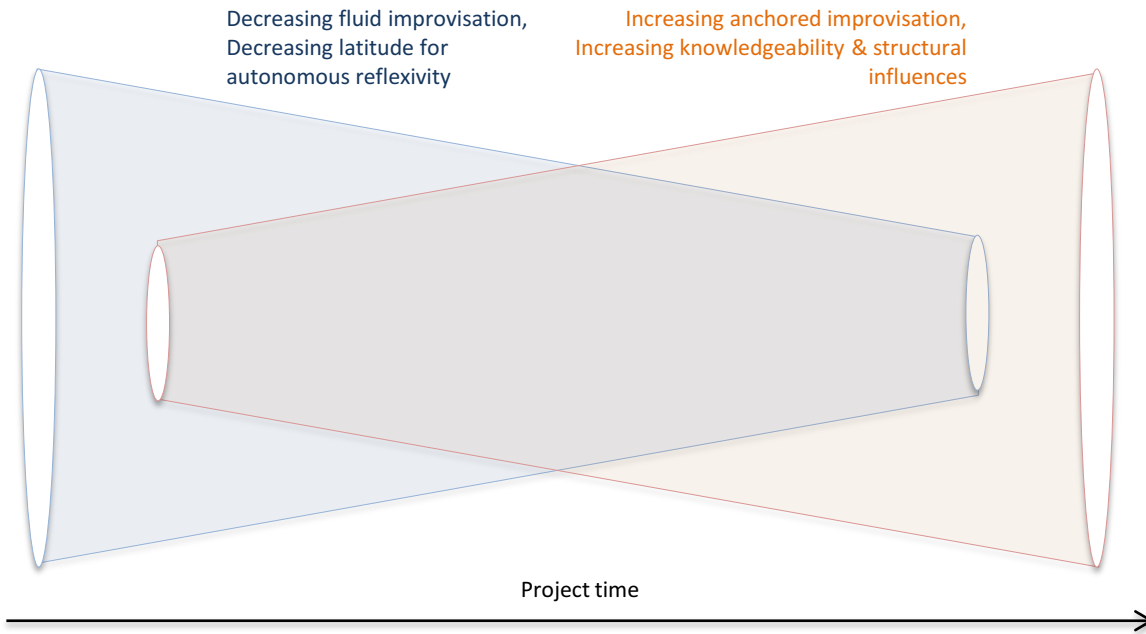 Decreasing fluid improvisation,
Decreasing latitude for
autonomous reflexivity
Increasing anchored improvisation,
Increasing knowledgeability & structural
influences
Project time